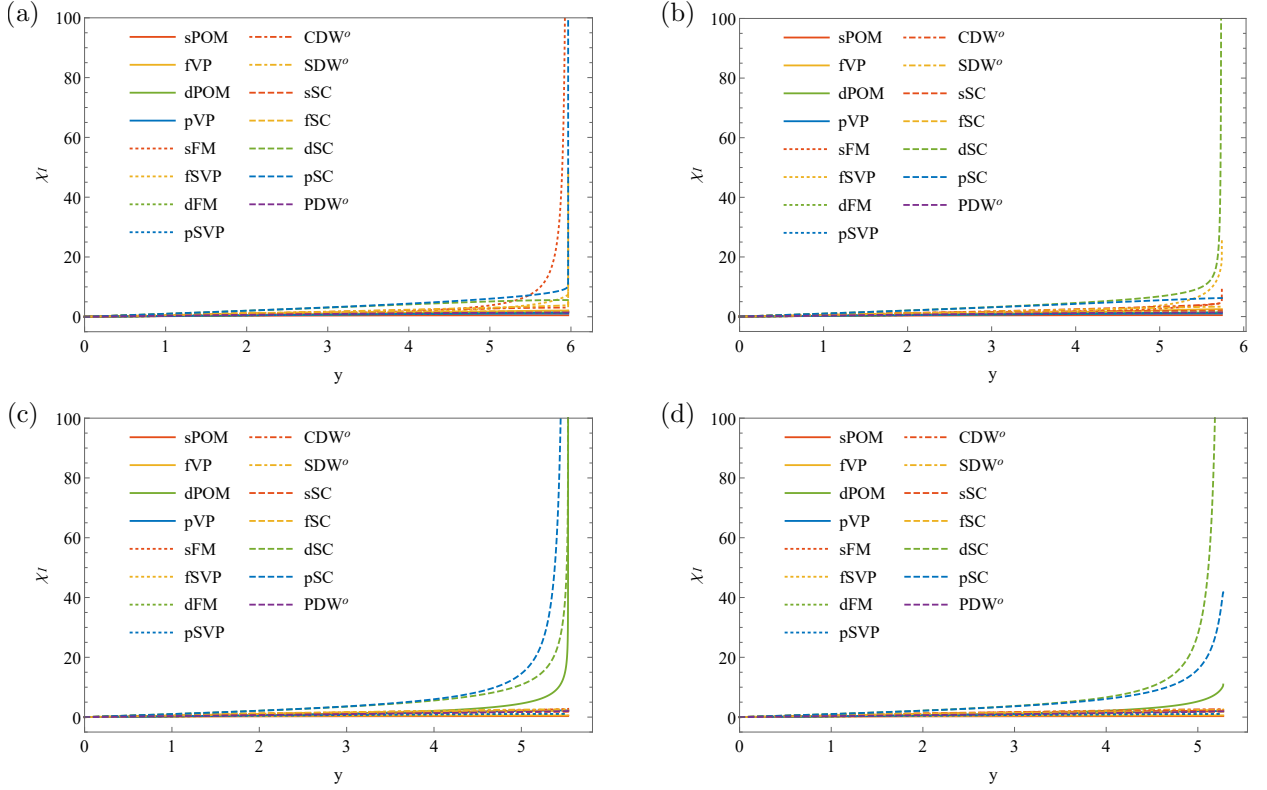 (a)
100
80
60
40
20
0
χI
0 1 2 3 4 5 6
y
sPOM
fVP
dPOM
pVP
sFM
fSVP
dFM
pSVP
CDWᵒ
SDWᵒ
sSC
fSC
dSC
pSC
PDWᵒ
(b)
100
80
60
40
20
0
χI
0 1 2 3 4 5 6
y
sPOM
fVP
dPOM
pVP
sFM
fSVP
dFM
pSVP
CDWᵒ
SDWᵒ
sSC
fSC
dSC
pSC
PDWᵒ
(c)
100
80
60
40
20
0
χI
0 1 2 3 4 5
y
sPOM
fVP
dPOM
pVP
sFM
fSVP
dFM
pSVP
CDWᵒ
SDWᵒ
sSC
fSC
dSC
pSC
PDWᵒ
(d)
100
80
60
40
20
0
χI
0 1 2 3 4 5
y
sPOM
fVP
dPOM
pVP
sFM
fSVP
dFM
pSVP
CDWᵒ
SDWᵒ
sSC
fSC
dSC
pSC
PDWᵒ